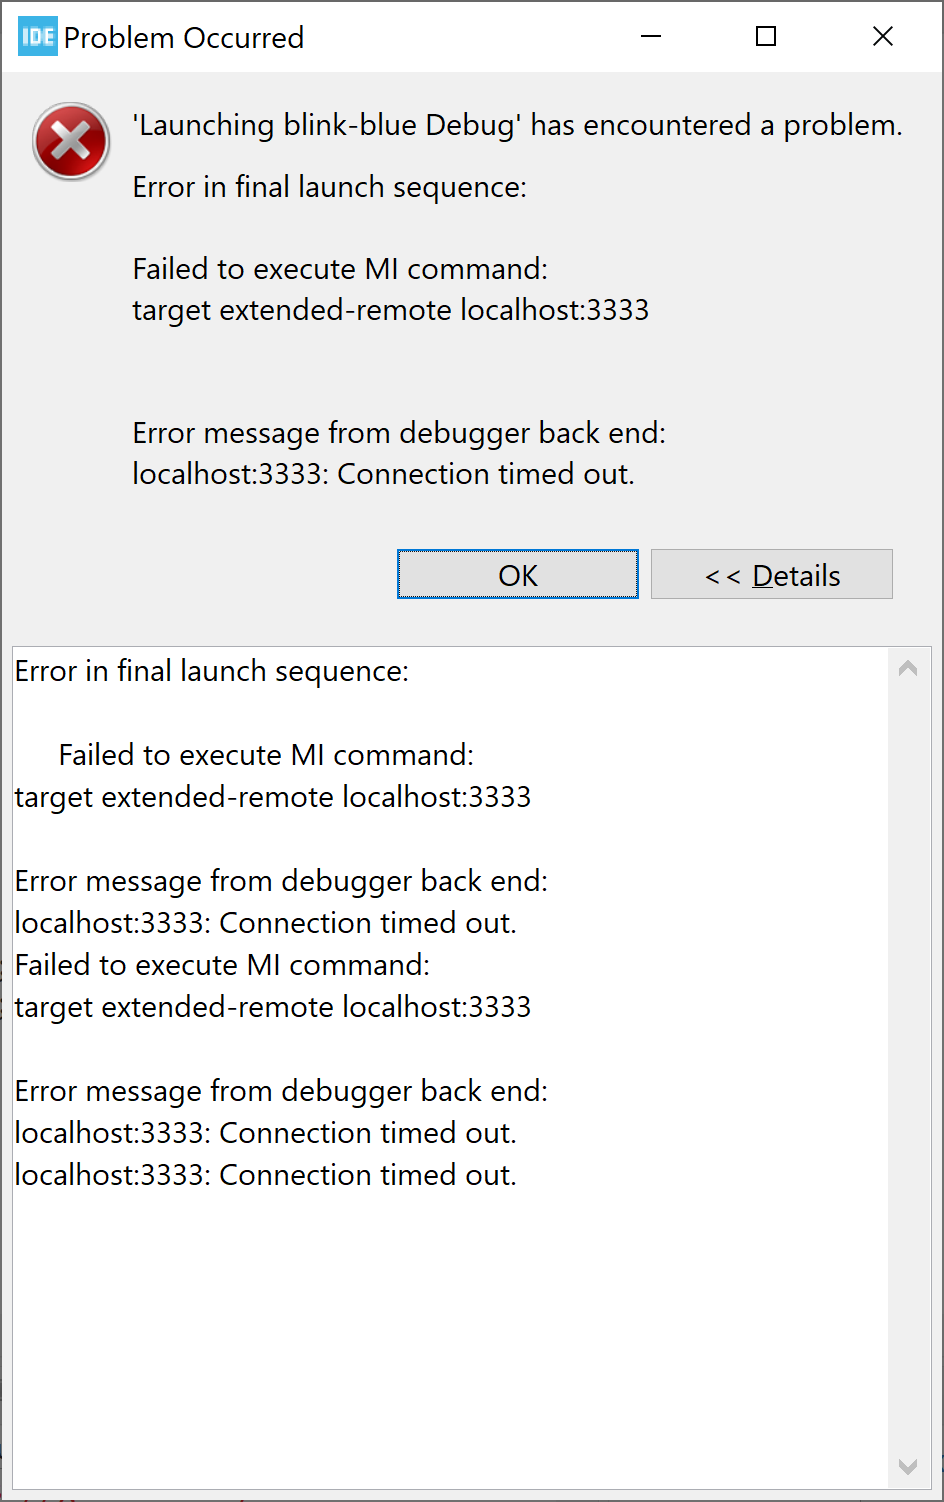 IDE Problem Occurred
'Launching blink-blue Debug' has encountered a problem.
Error in final launch sequence:
Failed to execute MI command:
target extended-remote localhost:3333
Error message from debugger back end:
localhost:3333: Connection timed out.
OK
<< Details
Error in final launch sequence:
Failed to execute MI command:
target extended-remote localhost:3333
Error message from debugger back end:
localhost:3333: Connection timed out.
Failed to execute MI command:
target extended-remote localhost:3333
Error message from debugger back end:
localhost:3333: Connection timed out.
localhost:3333: Connection timed out.